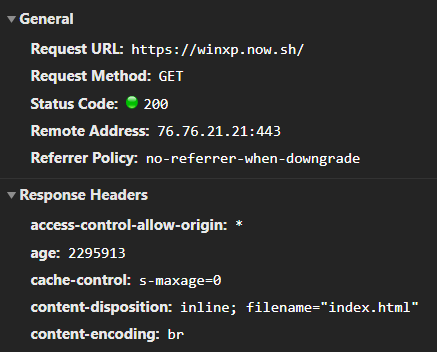 General
Request URL: https://winxp.now.sh/
Request Method: GET
Status Code: 200
Remote Address: 76.76.21.21:443
Referrer Policy: no-referrer-when-downgrade
Response Headers
access-control-allow-origin: *
age: 2295913
cache-control: s-maxage=0
content-disposition: inline; filename="index.html"
content-encoding: br